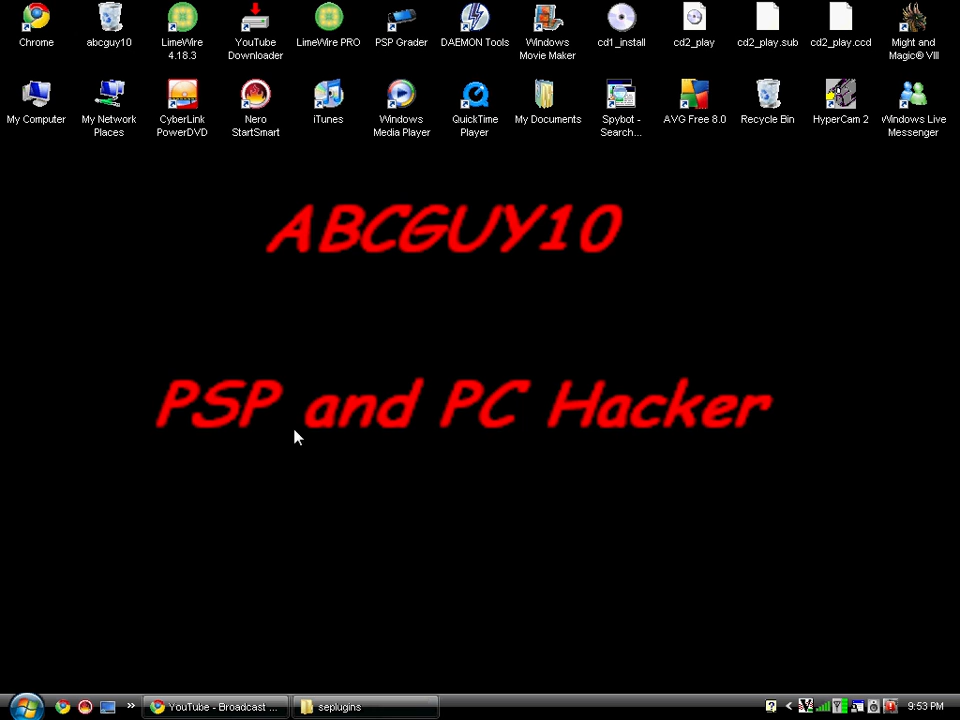 Chrome
abcguy10
LimeWire
4.18.3
YouTube
Downloader
LimeWire PRO
PSP Grader
DAEMON Tools
Windows
Movie Maker
cd1_install
cd2_play
cd2_play.sub
cd2_play.ccd
Might and
Magic® VIII
My Computer
My Network
Places
CyberLink
PowerDVD
Nero
StartSmart
iTunes
Windows
Media Player
QuickTime
Player
My Documents
Spybot -
Search...
AVG Free 8.0
Recycle Bin
HyperCam 2
Windows Live
Messenger
ABCGUY10
PSP and PC Hacker
YouTube - Broadcast ...
seplugins
9:53 PM